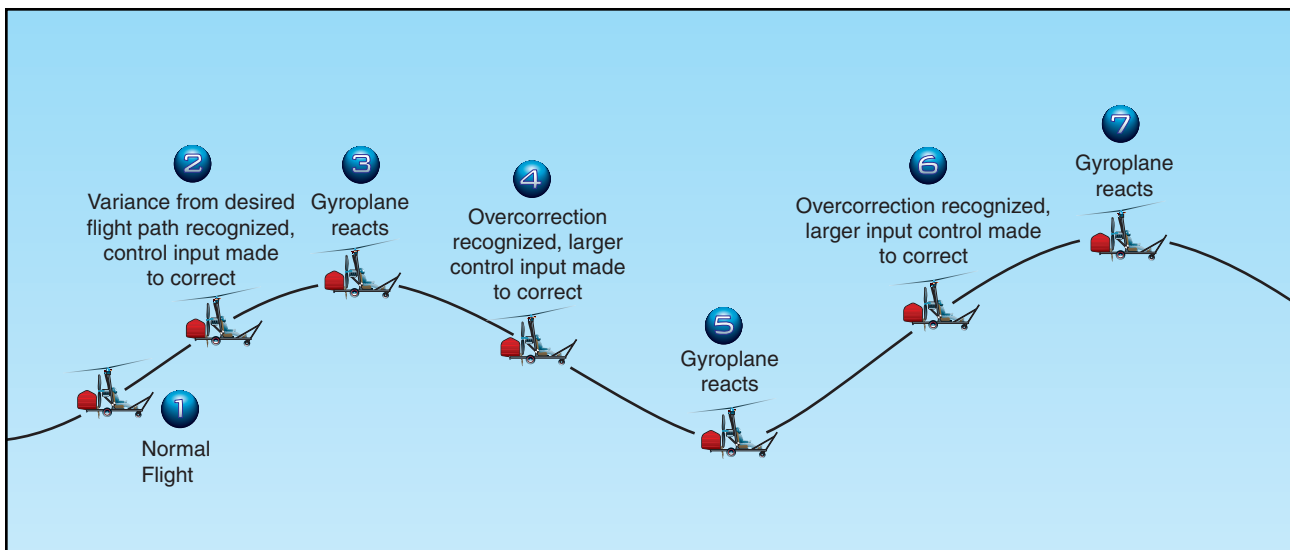 1
Normal
Flight
2
Variance from desired
flight path recognized,
control input made
to correct
3
Gyroplane
reacts
4
Overcorrection
recognized, larger
control input made
to correct
5
Gyroplane
reacts
6
Overcorrection recognized,
larger input control made
to correct
7
Gyroplane
reacts